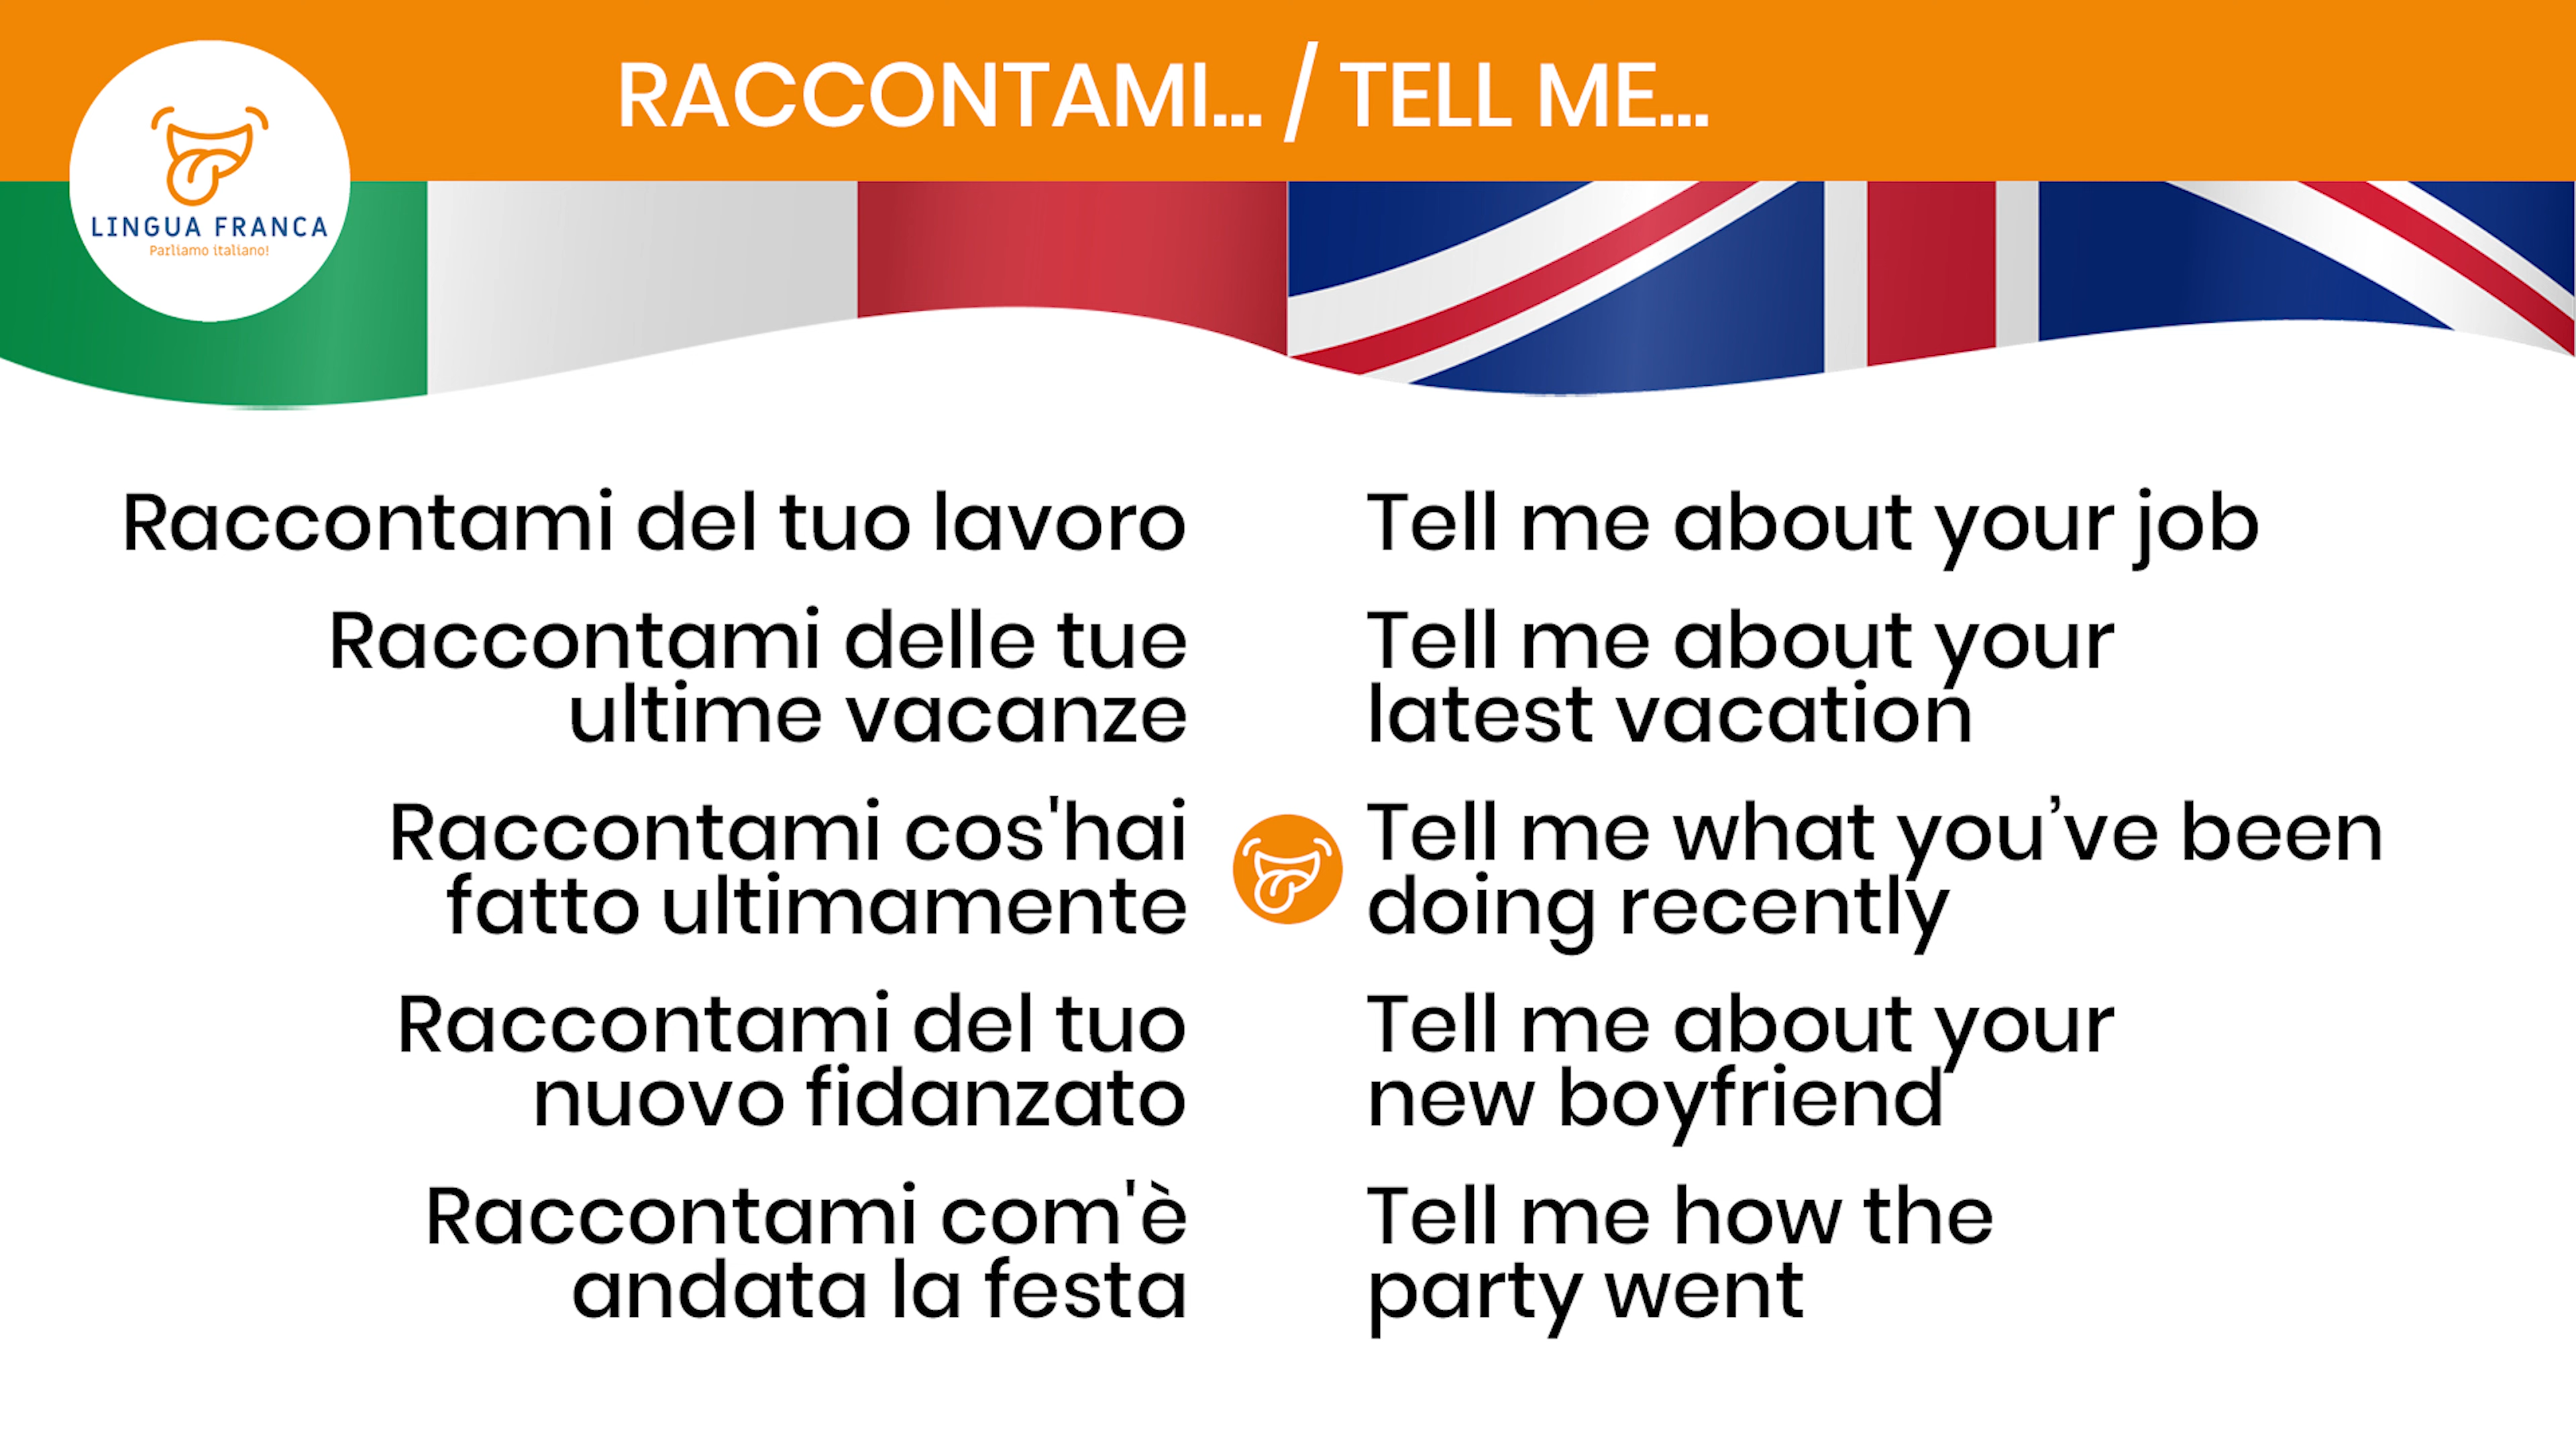 RACCONTAMI... / TELL ME...
LINGUA FRANCA
Parliamo italiano!
Raccontami del tuo lavoro
Tell me about your job
Raccontami delle tue
ultime vacanze
Tell me about your
latest vacation
Raccontami cos'hai
fatto ultimamente
Tell me what you’ve been
doing recently
Raccontami del tuo
nuovo fidanzato
Tell me about your
new boyfriend
Raccontami com'è
andata la festa
Tell me how the
party went